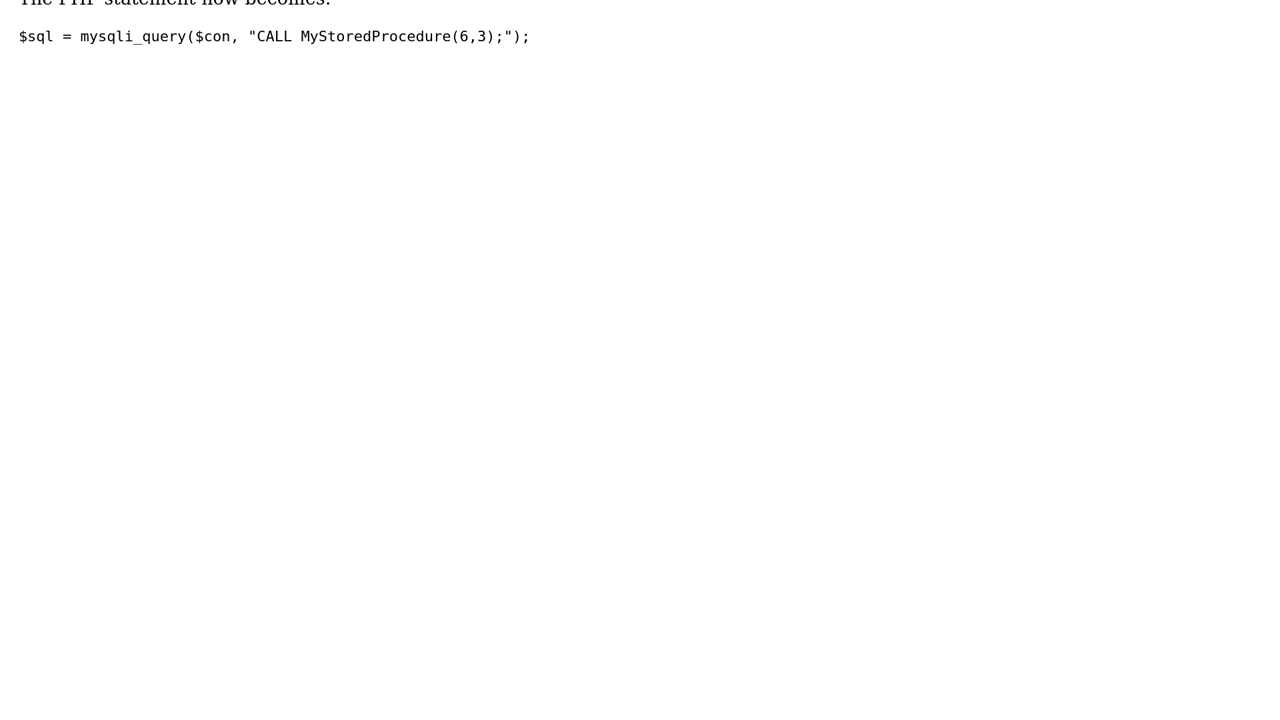 The PHP statement now becomes:
$sql = mysqli_query($con, "CALL MyStoredProcedure(6,3);");